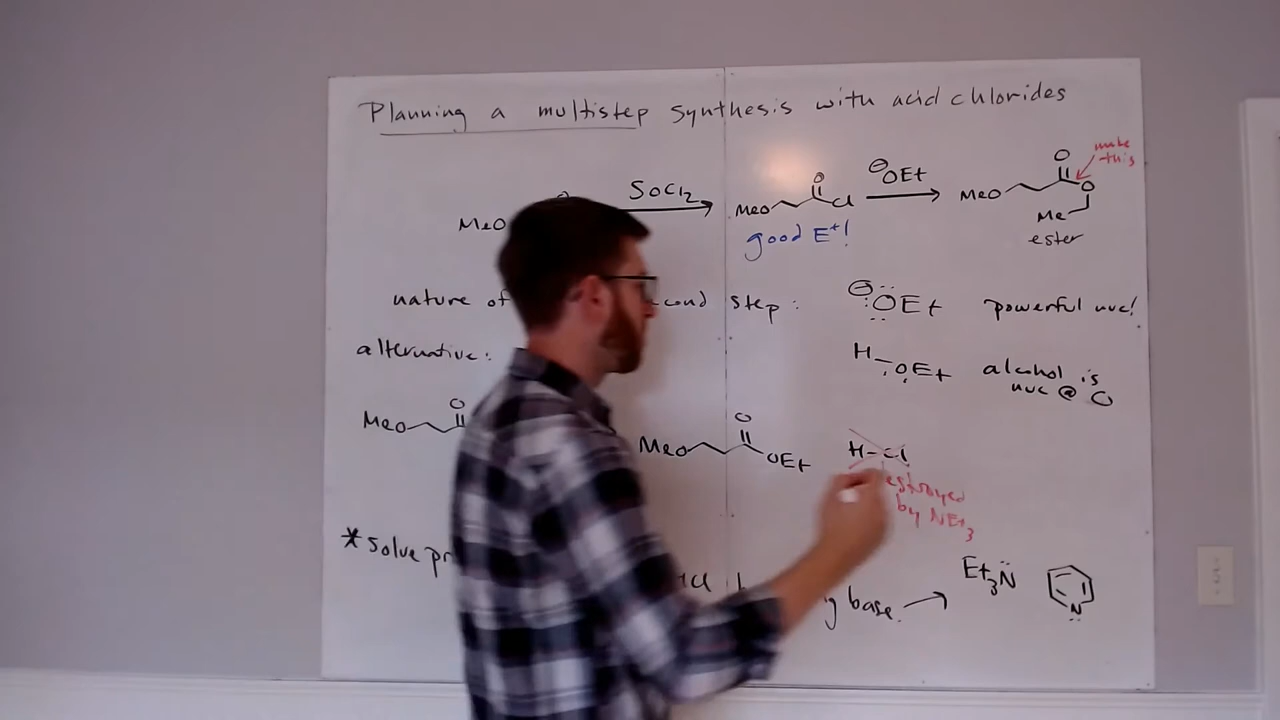 Planning a multistep synthesis with acid chlorides
O
make this
MeO
SOCl2
MeO O Cl
⊖OEt
MeO O O
Me
good E+!
ester
nature of
cond step:
⊖:OEt
powerful nuc!
alternative:
H-OEt
alcohol is nuc @ O
MeO O
MeO O OEt
H-Cl
estroyed by NEt3
*Solve pr
HCl b
g base. →
Et3N
N